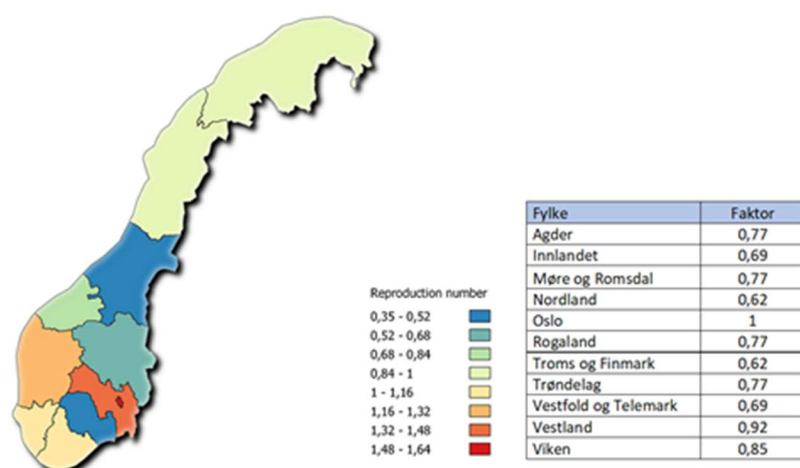 Reproduction number
0,35 - 0,52
0,52 - 0,68
0,68 - 0,84
0,84 - 1
1 - 1,16
1,16 - 1,32
1,32 - 1,48
1,48 - 1,64
Fylke Faktor
Agder 0,77
Innlandet 0,69
Møre og Romsdal 0,77
Nordland 0,62
Oslo 1
Rogaland 0,77
Troms og Finmark 0,62
Trøndelag 0,77
Vestfold og Telemark 0,69
Vestland 0,92
Viken 0,85